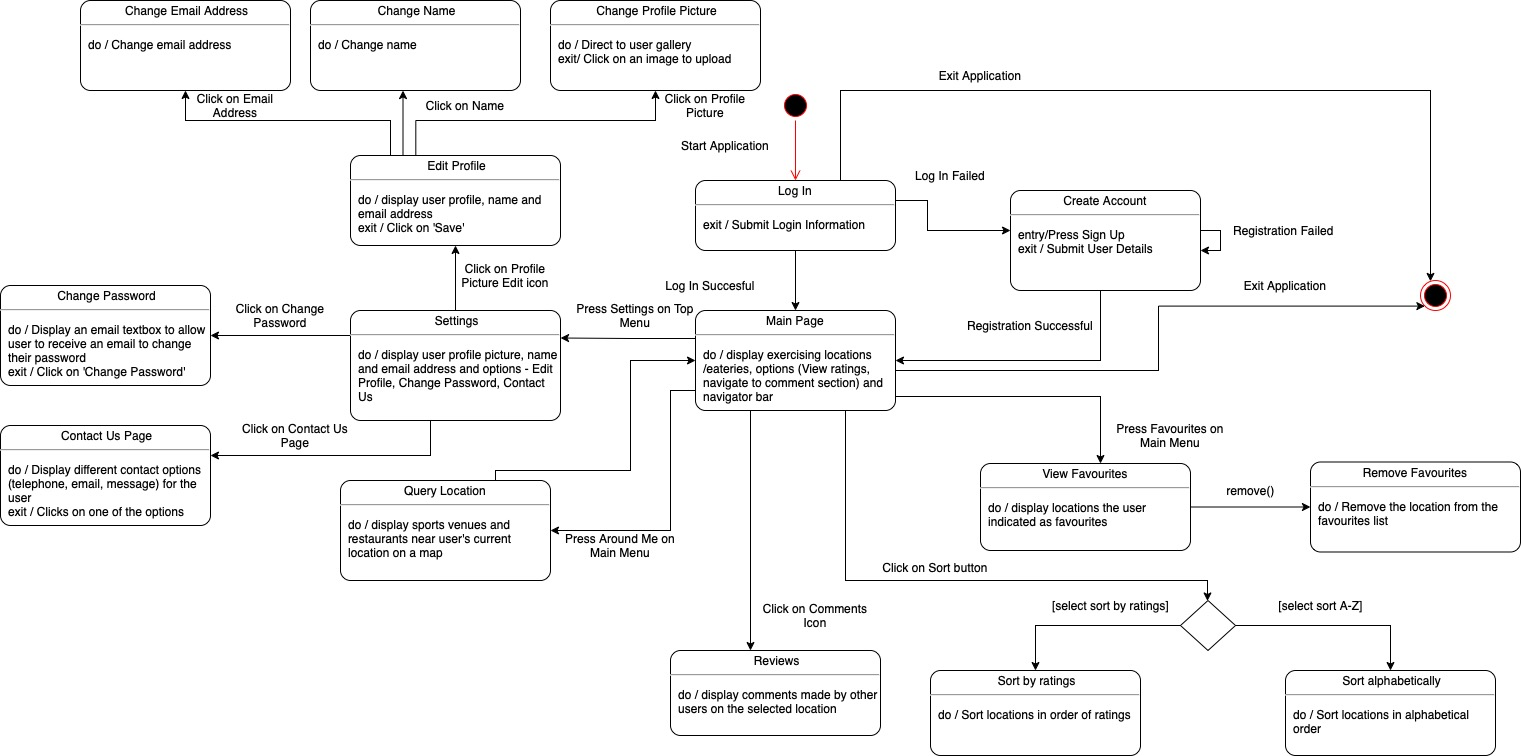 Change Email Address
do / Change email address
Change Name
do / Change name
Change Profile Picture
do / Direct to user gallery
exit/ Click on an image to upload
Click on Email
Address
Click on Name
Click on Profile
Picture
Exit Application
Start Application
Edit Profile
do / display user profile, name and
email address
exit / Click on 'Save'
Log In
exit / Submit Login Information
Log In Failed
Create Account
entry/Press Sign Up
exit / Submit User Details
Registration Failed
Click on Profile
Picture Edit icon
Log In Succesful
Exit Application
Change Password
do / Display an email textbox to allow
user to receive an email to change
their password
exit / Click on 'Change Password'
Click on Change
Password
Settings
do / display user profile picture, name
and email address and options - Edit
Profile, Change Password, Contact
Us
Press Settings on Top
Menu
Main Page
do / display exercising locations
/eateries, options (View ratings,
navigate to comment section) and
navigator bar
Registration Successful
Contact Us Page
do / Display different contact options
(telephone, email, message) for the
user
exit / Clicks on one of the options
Click on Contact Us
Page
Press Favourites on
Main Menu
Query Location
do / display sports venues and
restaurants near user's current
location on a map
Press Around Me on
Main Menu
View Favourites
do / display locations the user
indicated as favourites
remove()
Remove Favourites
do / Remove the location from the
favourites list
Click on Sort button
Click on Comments
Icon
[select sort by ratings]
[select sort A-Z]
Reviews
do / display comments made by other
users on the selected location
Sort by ratings
do / Sort locations in order of ratings
Sort alphabetically
do / Sort locations in alphabetical
order